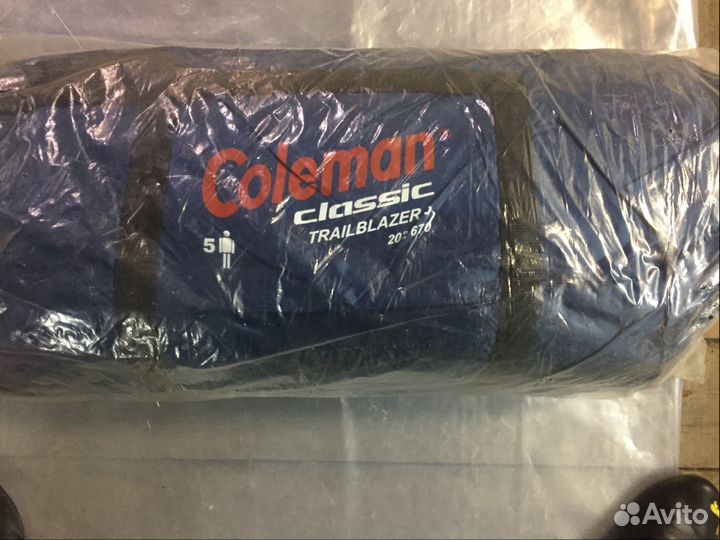 Coleman
classic
TRAILBLAZER
5
Avito